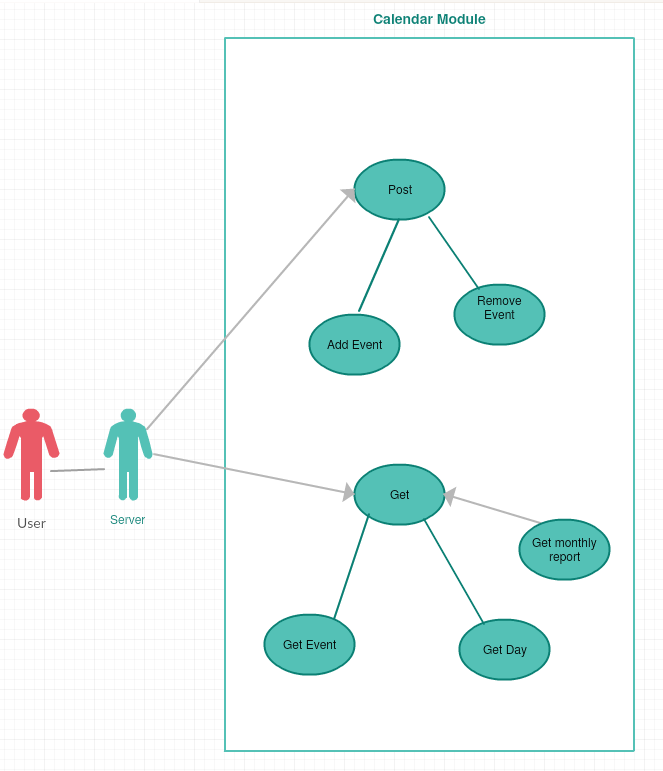 Calendar Module
Post
Remove
Event
Add Event
User
Server
Get
Get monthly
report
Get Event
Get Day